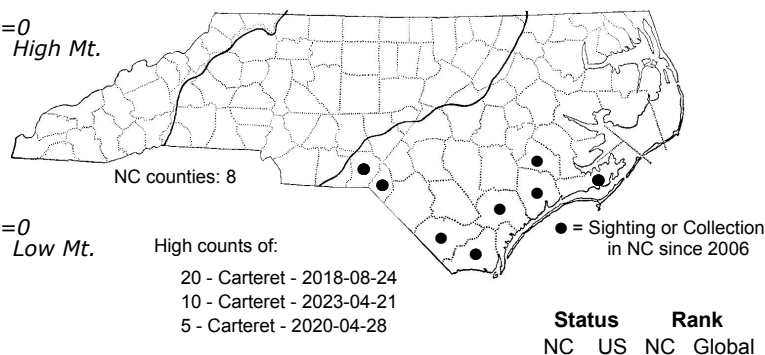 =0
High Mt.
NC counties: 8
=0
Low Mt.
High counts of:
20 - Carteret - 2018-08-24
10 - Carteret - 2023-04-21
5 - Carteret - 2020-04-28
● = Sighting or Collection
in NC since 2006
Status Rank
NC US NC Global